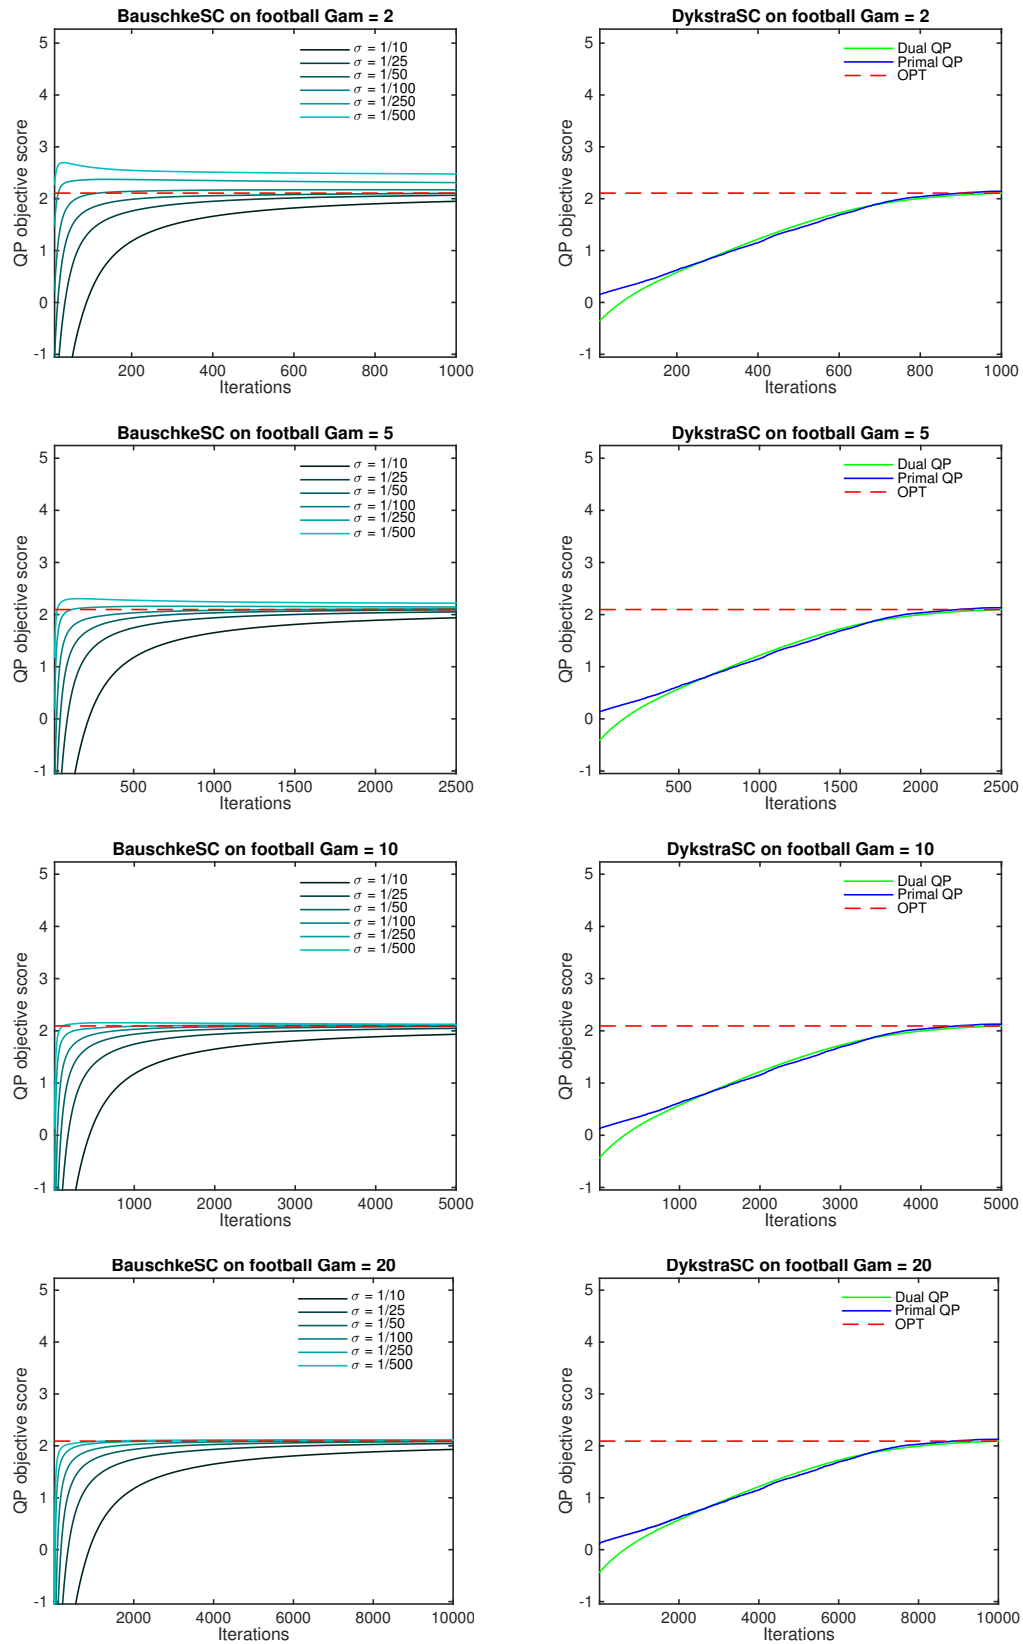 BauschkeSC on football Gam = 2
QP objective score
5
4
3
2
1
0
-1
σ = 1/10
σ = 1/25
σ = 1/50
σ = 1/100
σ = 1/250
σ = 1/500
200 400 600 800 1000
Iterations
DykstraSC on football Gam = 2
QP objective score
5
4
3
2
1
0
-1
Dual QP
Primal QP
OPT
200 400 600 800 1000
Iterations
BauschkeSC on football Gam = 5
QP objective score
5
4
3
2
1
0
-1
σ = 1/10
σ = 1/25
σ = 1/50
σ = 1/100
σ = 1/250
σ = 1/500
500 1000 1500 2000 2500
Iterations
DykstraSC on football Gam = 5
QP objective score
5
4
3
2
1
0
-1
Dual QP
Primal QP
OPT
500 1000 1500 2000 2500
Iterations
BauschkeSC on football Gam = 10
QP objective score
5
4
3
2
1
0
-1
σ = 1/10
σ = 1/25
σ = 1/50
σ = 1/100
σ = 1/250
σ = 1/500
1000 2000 3000 4000 5000
Iterations
DykstraSC on football Gam = 10
QP objective score
5
4
3
2
1
0
-1
Dual QP
Primal QP
OPT
1000 2000 3000 4000 5000
Iterations
BauschkeSC on football Gam = 20
QP objective score
5
4
3
2
1
0
-1
σ = 1/10
σ = 1/25
σ = 1/50
σ = 1/100
σ = 1/250
σ = 1/500
2000 4000 6000 8000 10000
Iterations
DykstraSC on football Gam = 20
QP objective score
5
4
3
2
1
0
-1
Dual QP
Primal QP
OPT
2000 4000 6000 8000 10000
Iterations